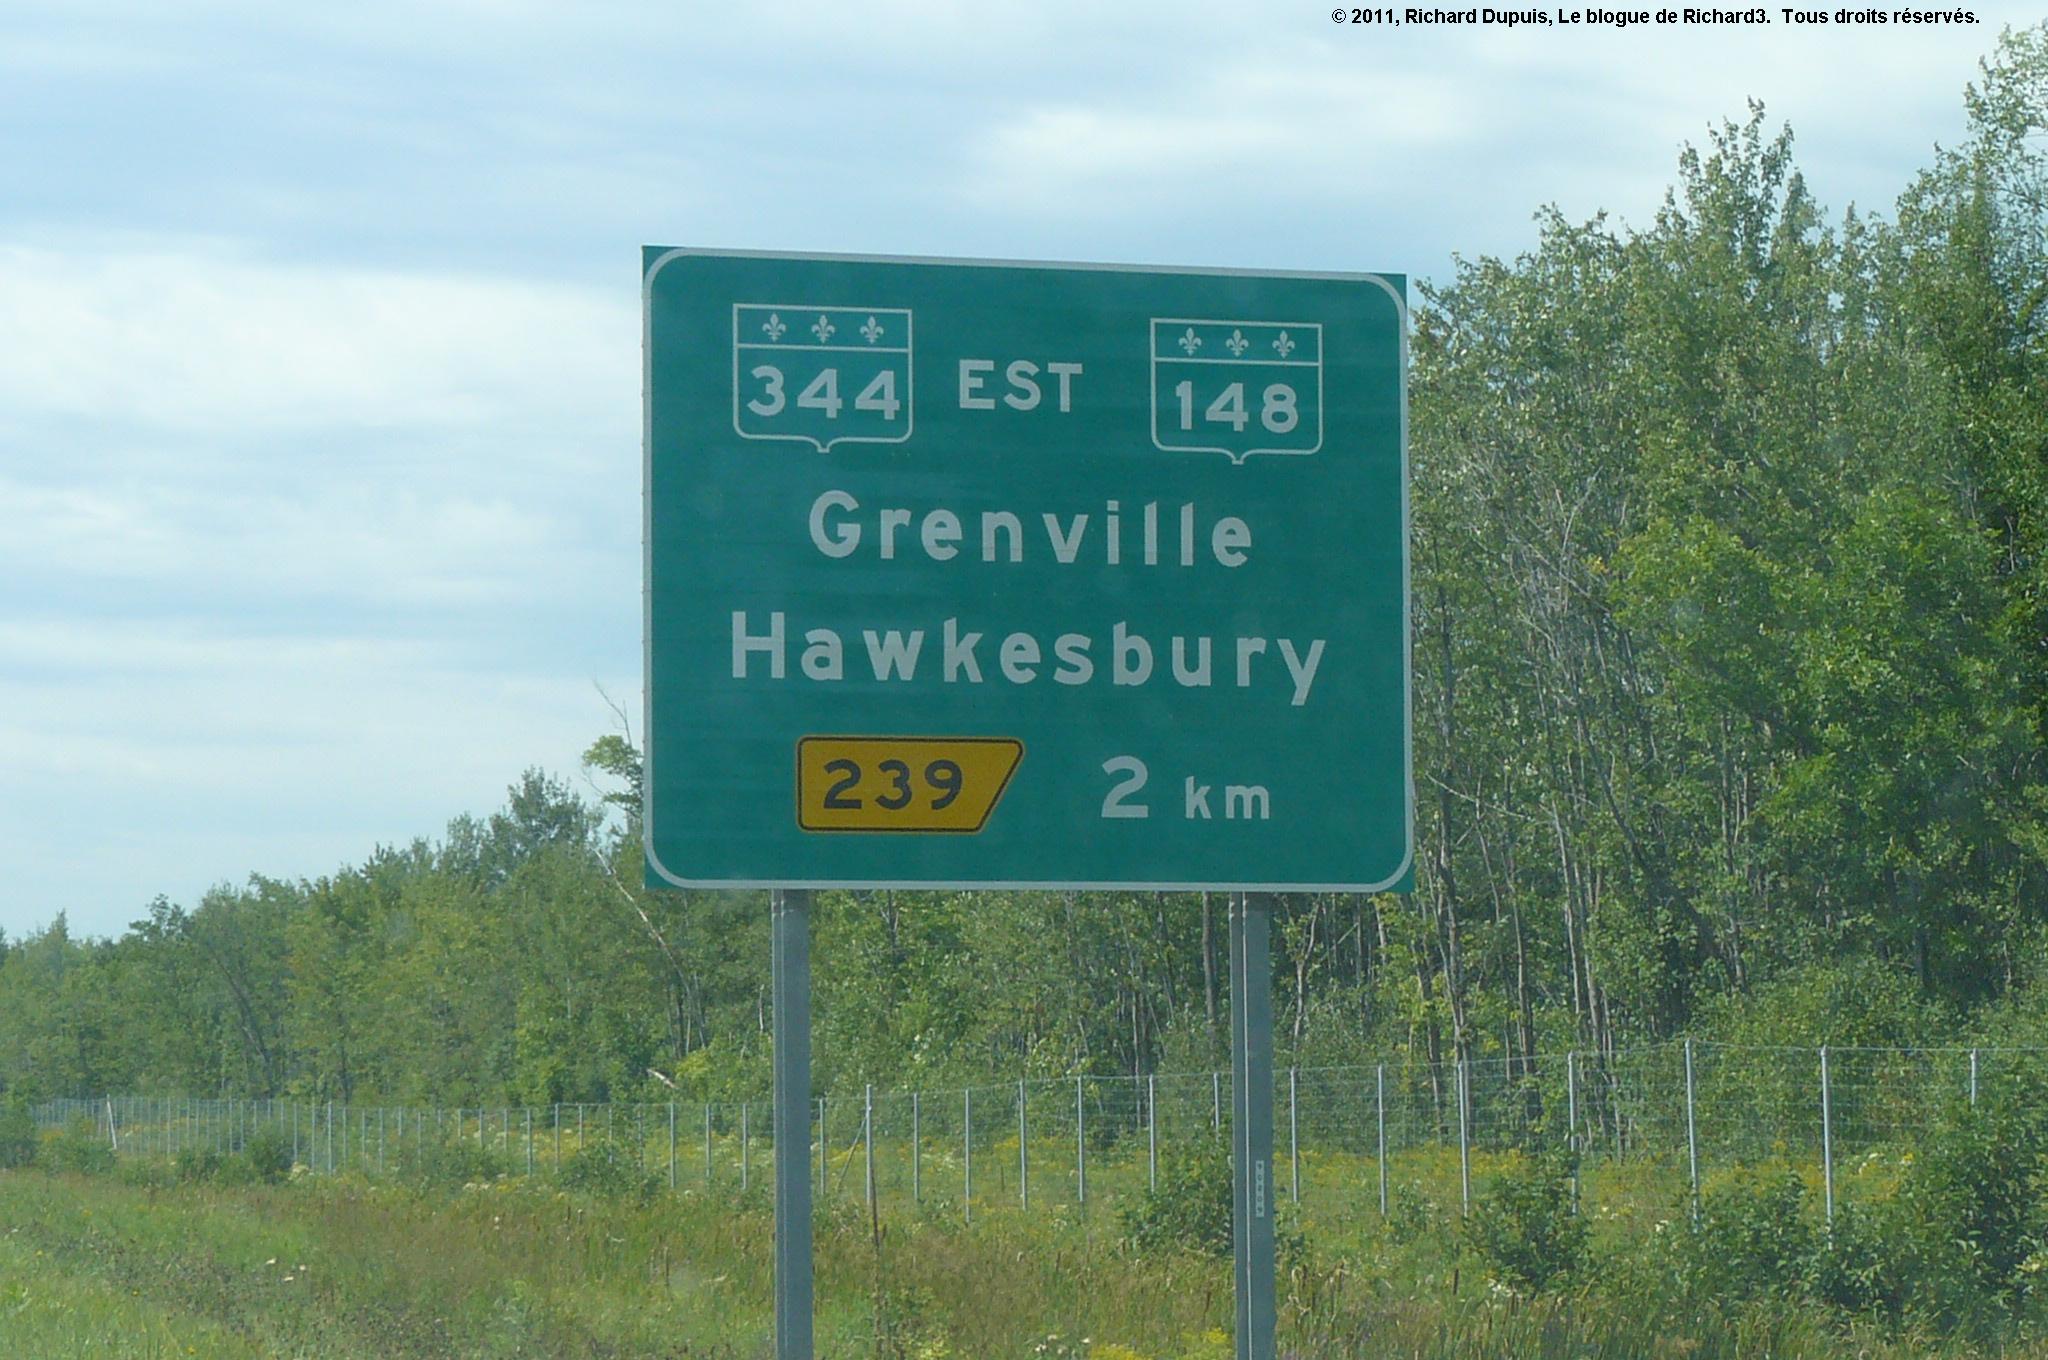 © 2011, Richard Dupuis, Le blogue de Richard3. Tous droits réservés.
344 EST 148
Grenville
Hawkesbury
239 2 km